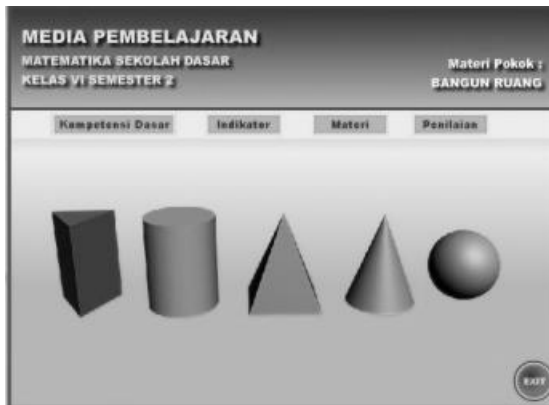 MEDIA PEMBELAJARAN
MATEMATIKA SEKOLAH DASAR
KELAS VI SEMESTER 2
Materi Pokok :
BANGUN RUANG
Kompetensi Dasar Indikator Materi Penilaian
EXIT